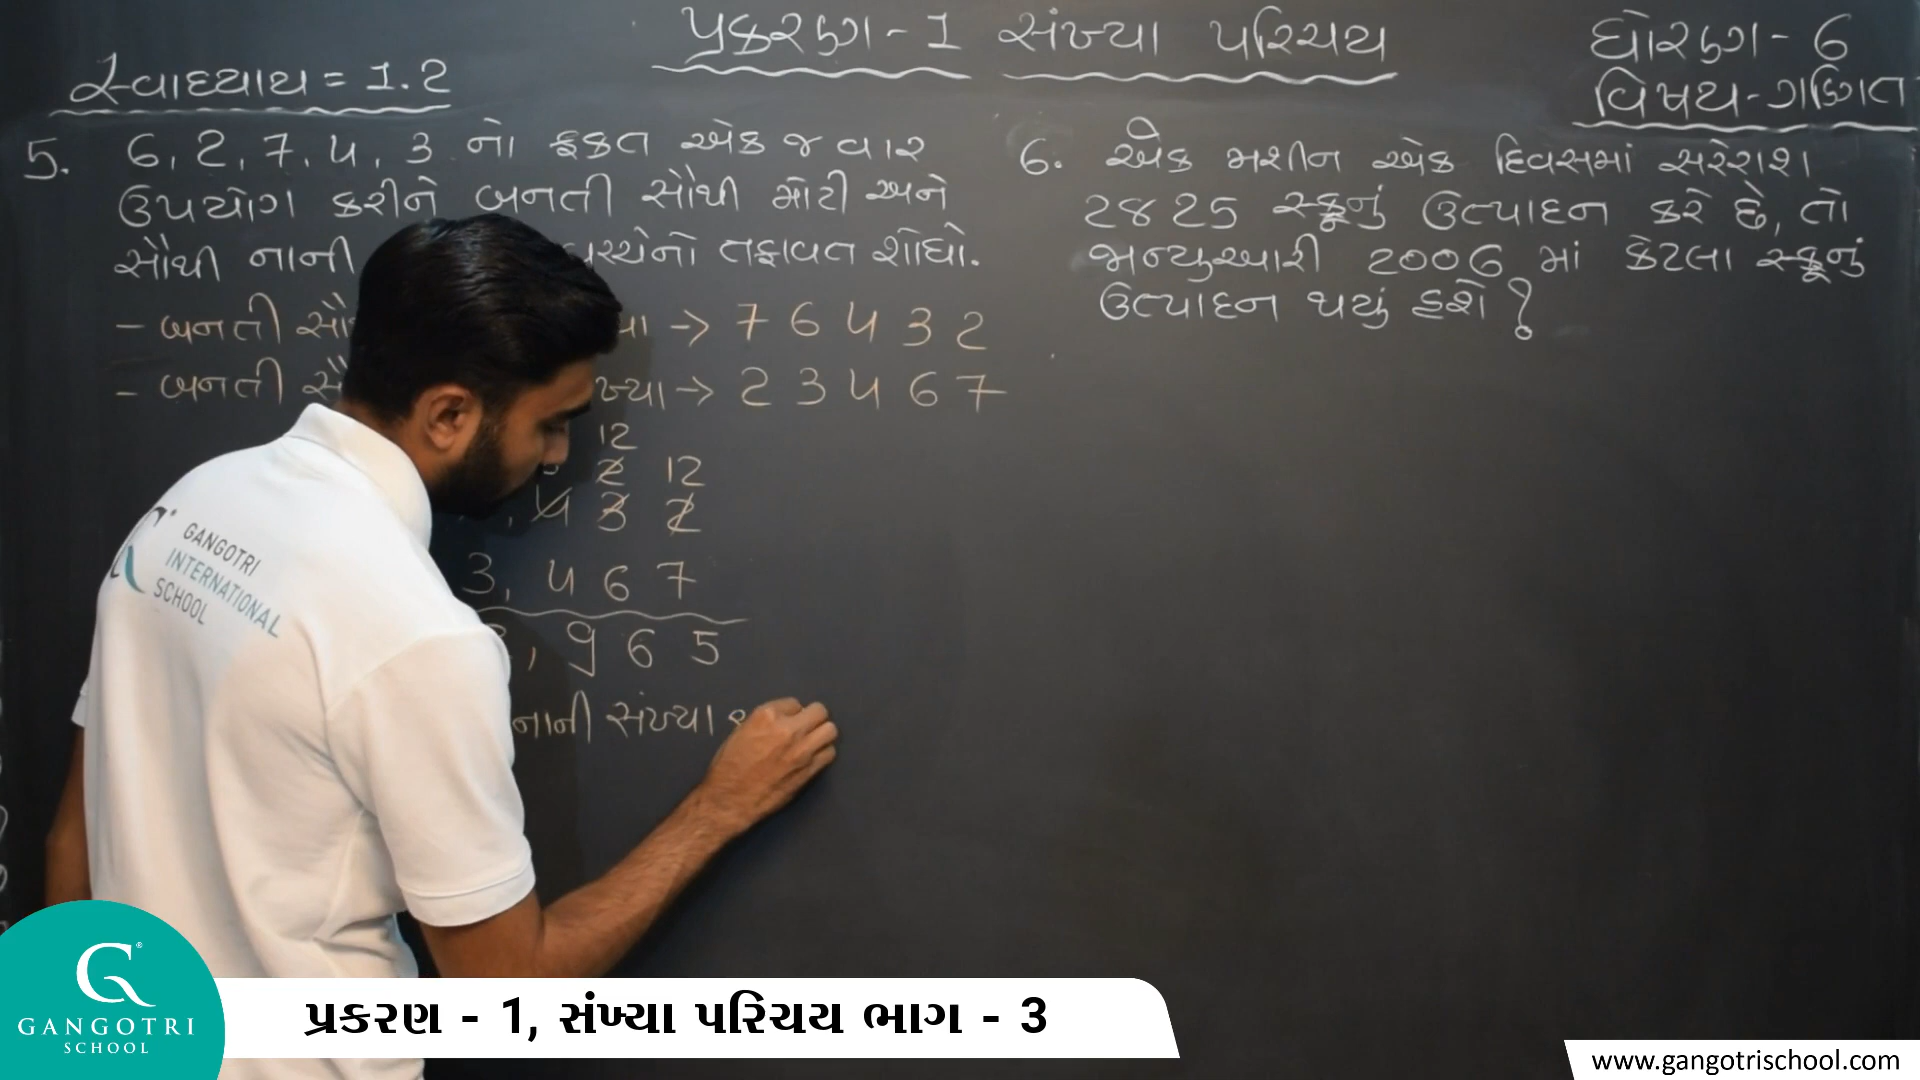 પ્રકરણ - 1 સંખ્યા પરિચય
ધોરણ - 6
વિષય - ગણિત
સ્વાધ્યાય = 1.2
5. 6, 2, 7, 4, 3 નો ફકત એક જ વાર
ઉપયોગ કરીને બનતી સૌથી મોટી અને
સૌથી નાની વચ્ચેનો તફાવત શોધો.
- બનતી → 7 6 4 3 2
- બનતી → 2 3 4 6 7
12
2 12
4 3 2
3, 4 6 7
, 9 6 5
નાની સંખ્યા
6. એક મશીન એક દિવસમાં સરેરાશ
2825 સ્ક્રૂનું ઉત્પાદન કરે છે, તો
જાન્યુઆરી 2006 માં કેટલા સ્ક્રૂનું
ઉત્પાદન થયું હશે ?
GANGOTRI
INTERNATIONAL
SCHOOL
GANGOTRI
SCHOOL
પ્રકરણ - 1, સંખ્યા પરિચય ભાગ - 3
www.gangotrischool.com